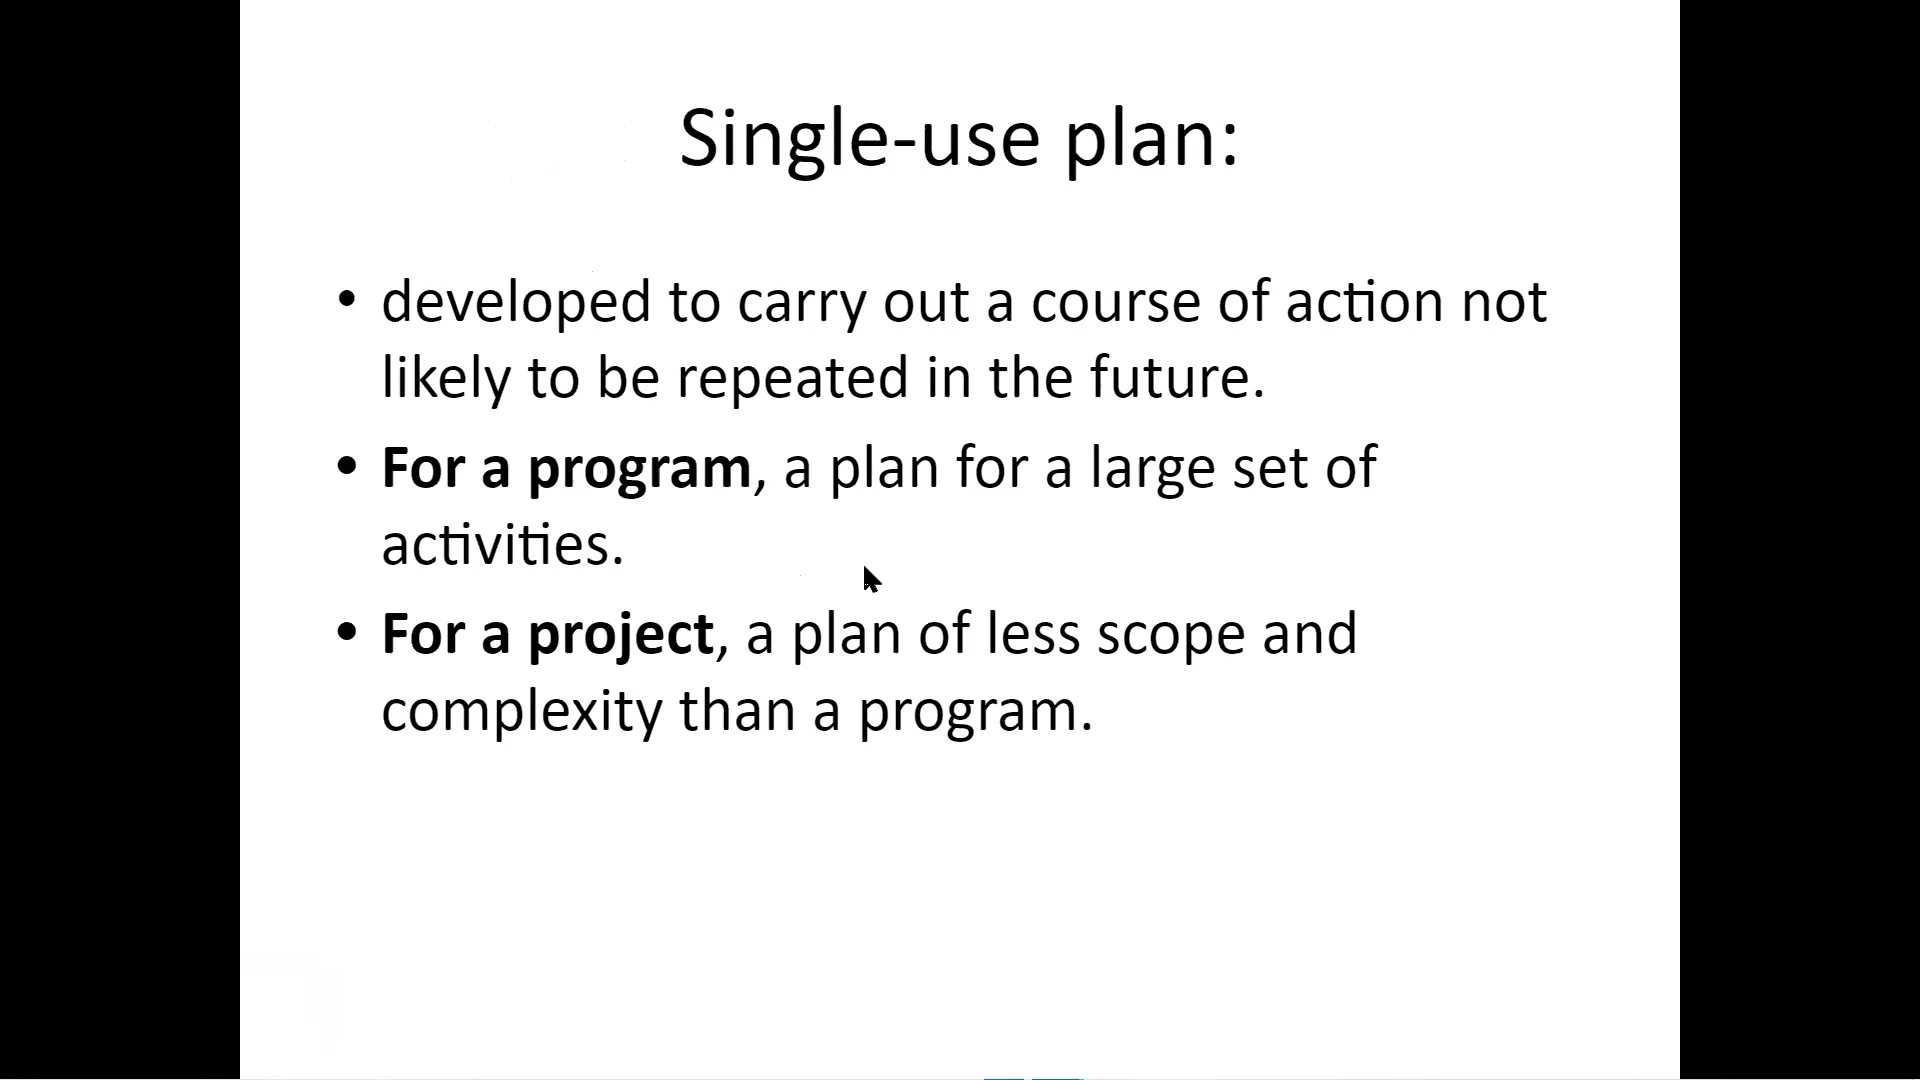 Single-use plan:
• developed to carry out a course of action not
likely to be repeated in the future.
• For a program, a plan for a large set of
activities.
• For a project, a plan of less scope and
complexity than a program.